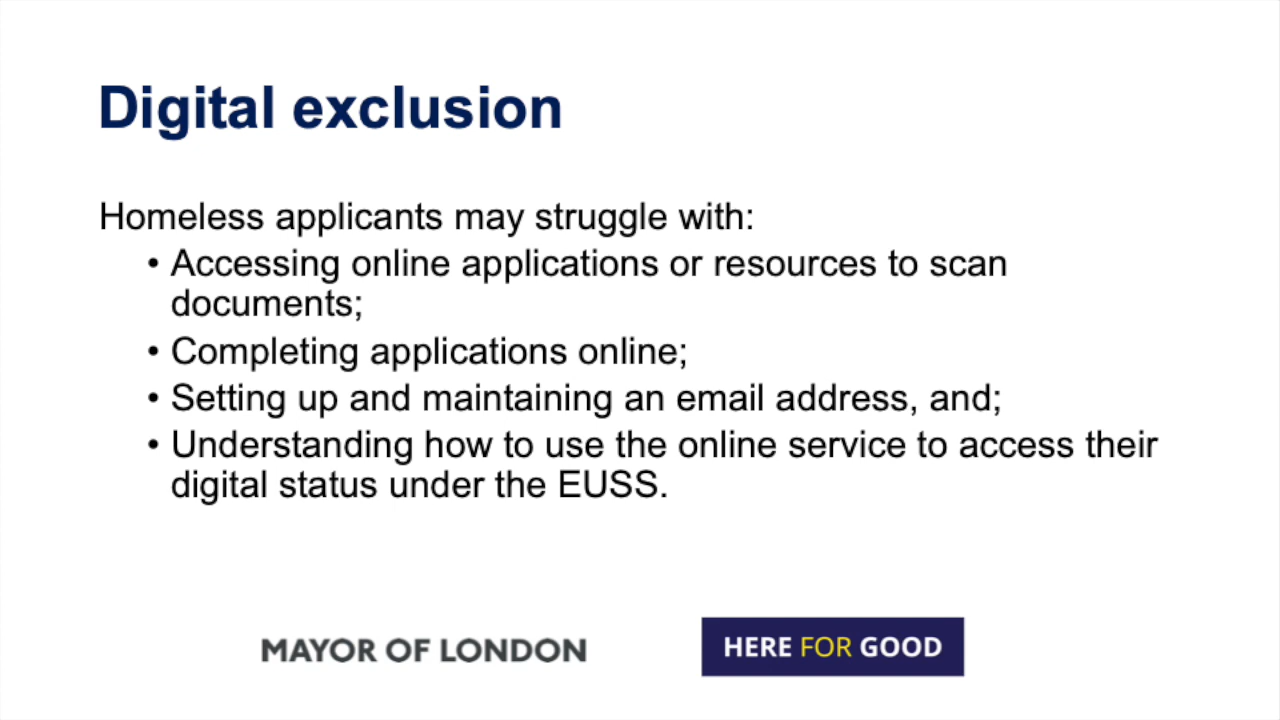 Digital exclusion
Homeless applicants may struggle with:
• Accessing online applications or resources to scan
documents;
• Completing applications online;
• Setting up and maintaining an email address, and;
• Understanding how to use the online service to access their
digital status under the EUSS.
MAYOR OF LONDON
HERE FOR GOOD